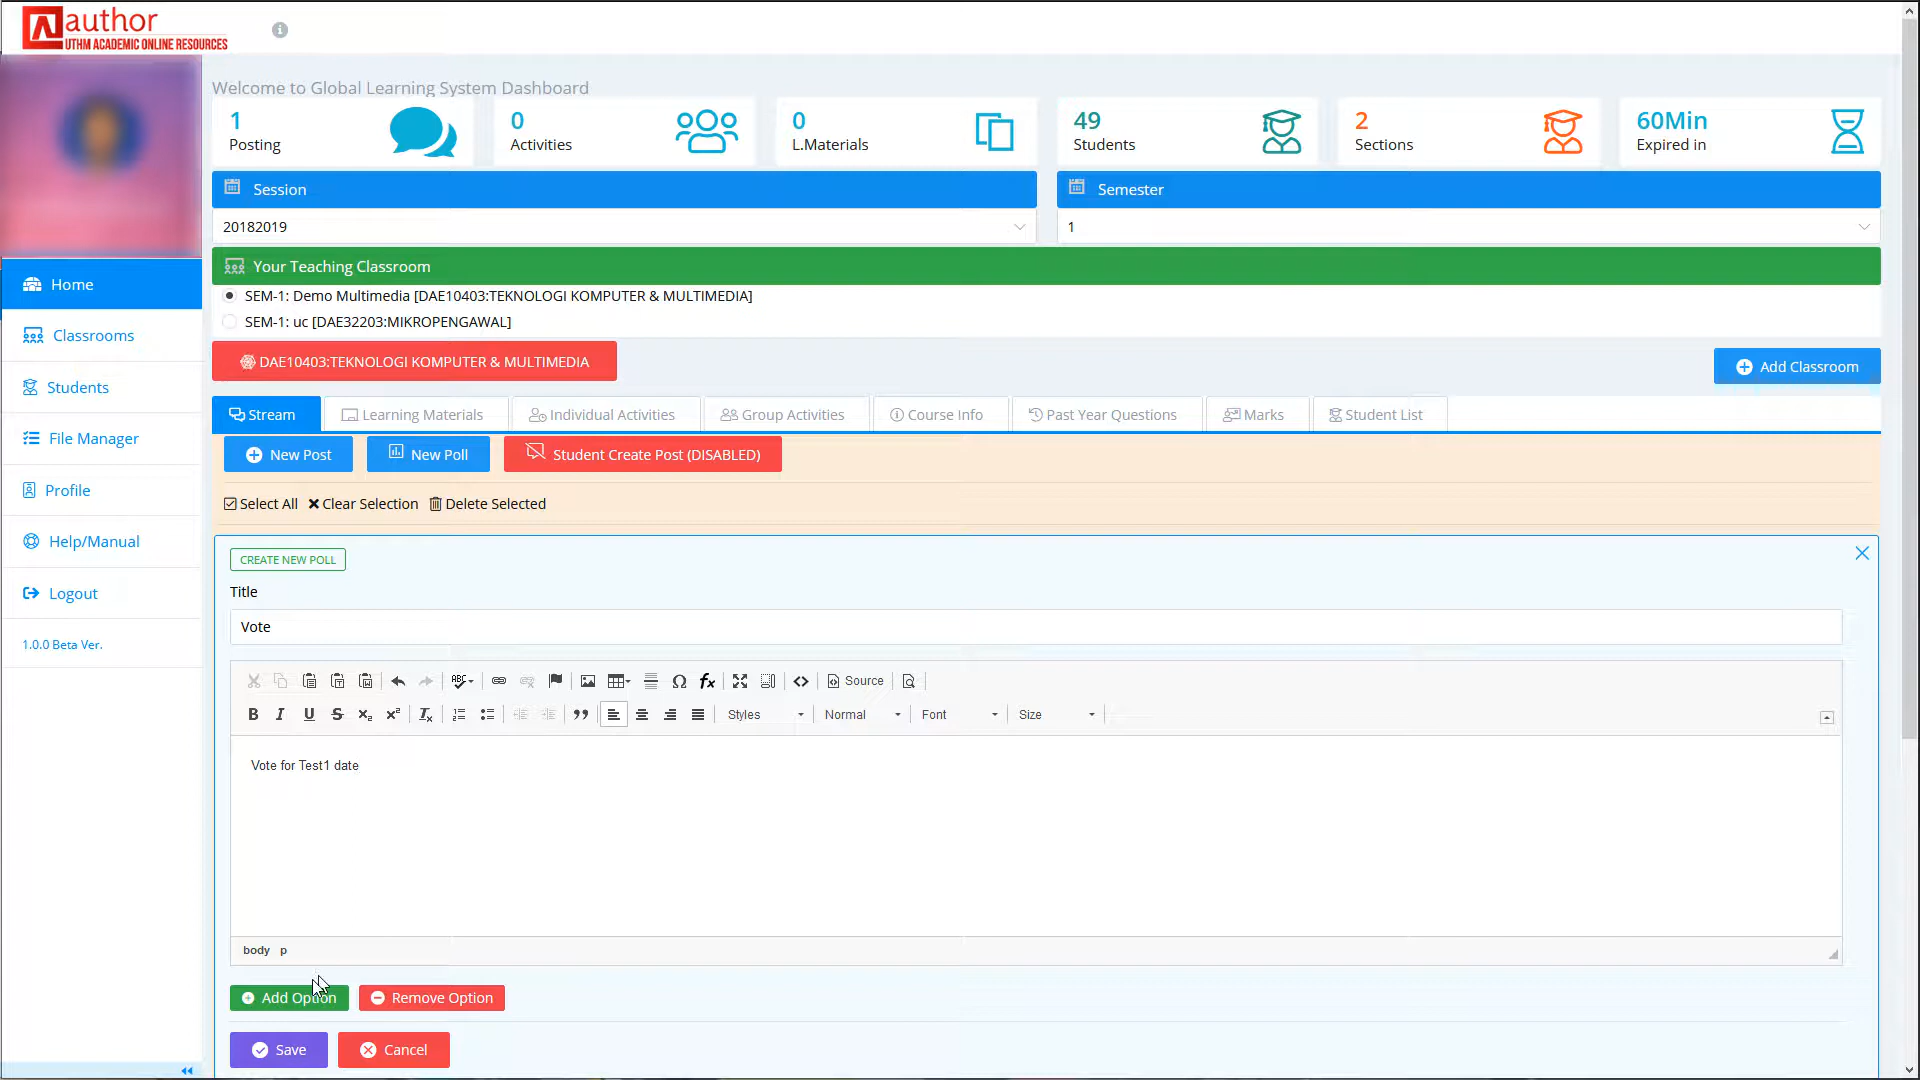 author
UTHM ACADEMIC ONLINE RESOURCES
Welcome to Global Learning System Dashboard
1
Posting
0
Activities
0
L.Materials
49
Students
2
Sections
60Min
Expired in
Session
Semester
20182019
1
Your Teaching Classroom
SEM-1: Demo Multimedia [DAE10403:TEKNOLOGI KOMPUTER & MULTIMEDIA]
SEM-1: uc [DAE32203:MIKROPENGAWAL]
DAE10403:TEKNOLOGI KOMPUTER & MULTIMEDIA
Add Classroom
Home
Classrooms
Students
File Manager
Profile
Help/Manual
Logout
1.0.0 Beta Ver.
Stream Learning Materials Individual Activities Group Activities Course Info Past Year Questions Marks Student List
New Post New Poll Student Create Post (DISABLED)
Select All Clear Selection Delete Selected
CREATE NEW POLL
Title
Vote
Source
Styles Normal Font Size
Vote for Test1 date
body p
Add Option Remove Option
Save Cancel